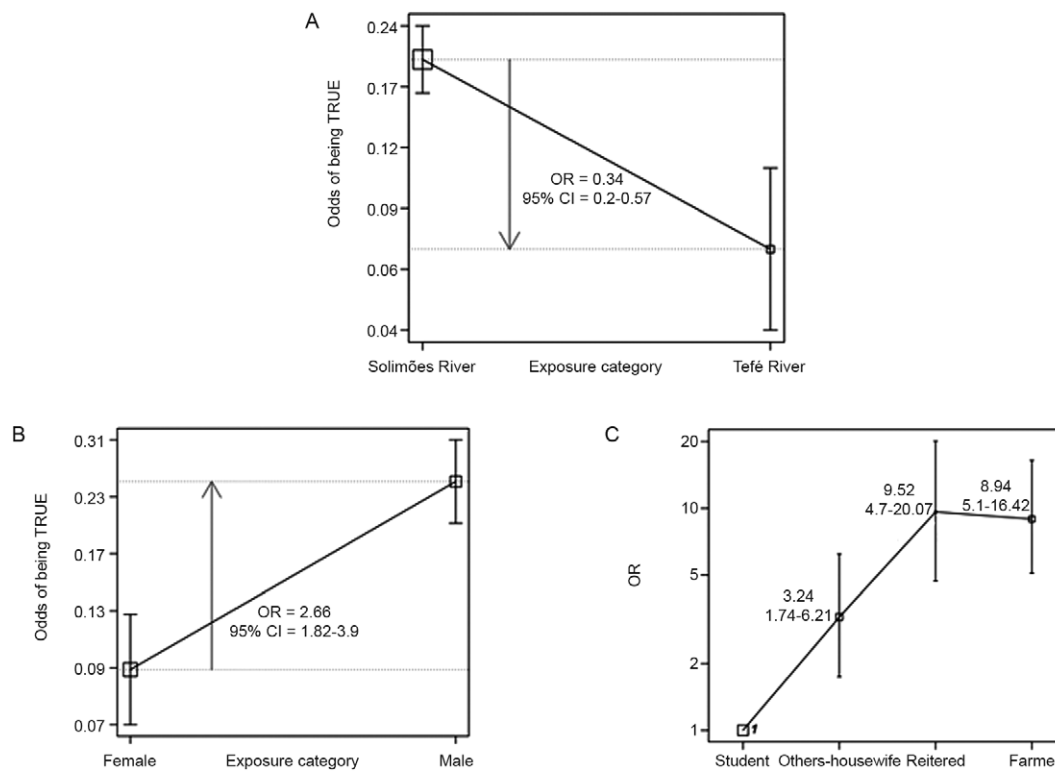 A
Odds of being TRUE
0.24
0.17
0.12
0.09
0.06
0.04
OR = 0.34
95% CI = 0.2-0.57
Solimões River Exposure category Tefé River
B
Odds of being TRUE
0.31
0.23
0.17
0.13
0.09
0.07
OR = 2.66
95% CI = 1.82-3.9
Female Exposure category Male
C
OR
20
10
5
2
1
1
3.24
1.74-6.21
9.52
4.7-20.07
8.94
5.1-16.42
Student Others-housewife Reitered Farme